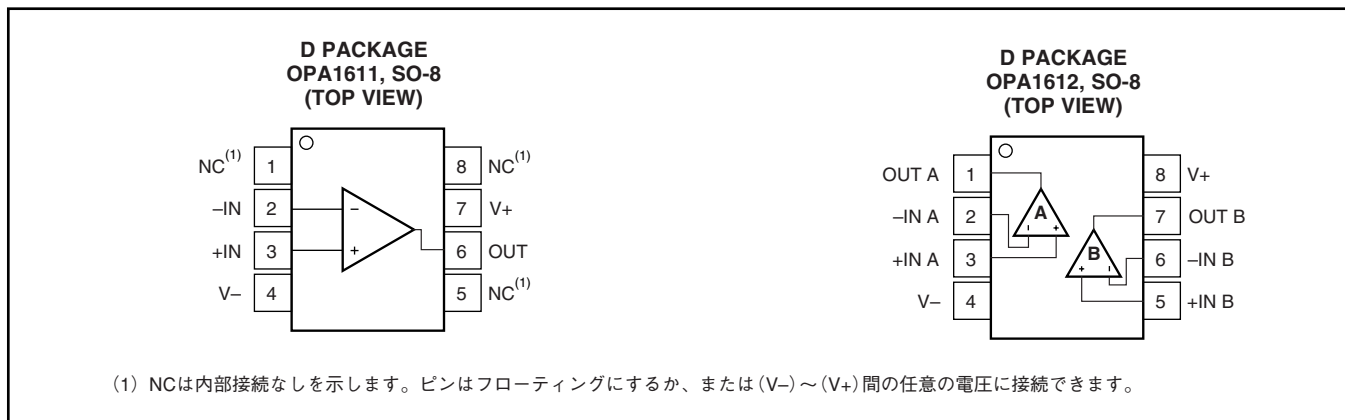 D PACKAGE
OPA1611, SO-8
(TOP VIEW)
NC(1) 1
8 NC(1)
–IN 2
7 V+
+IN 3
6 OUT
V– 4
5 NC(1)
–
+
D PACKAGE
OPA1612, SO-8
(TOP VIEW)
OUT A 1
8 V+
–IN A 2
7 OUT B
+IN A 3
6 –IN B
V– 4
5 +IN B
A
– +
B
+ –
(1) NCは内部接続なしを示します。ピンはフローティングにするか、または(V–)～(V+)間の任意の電圧に接続できます。